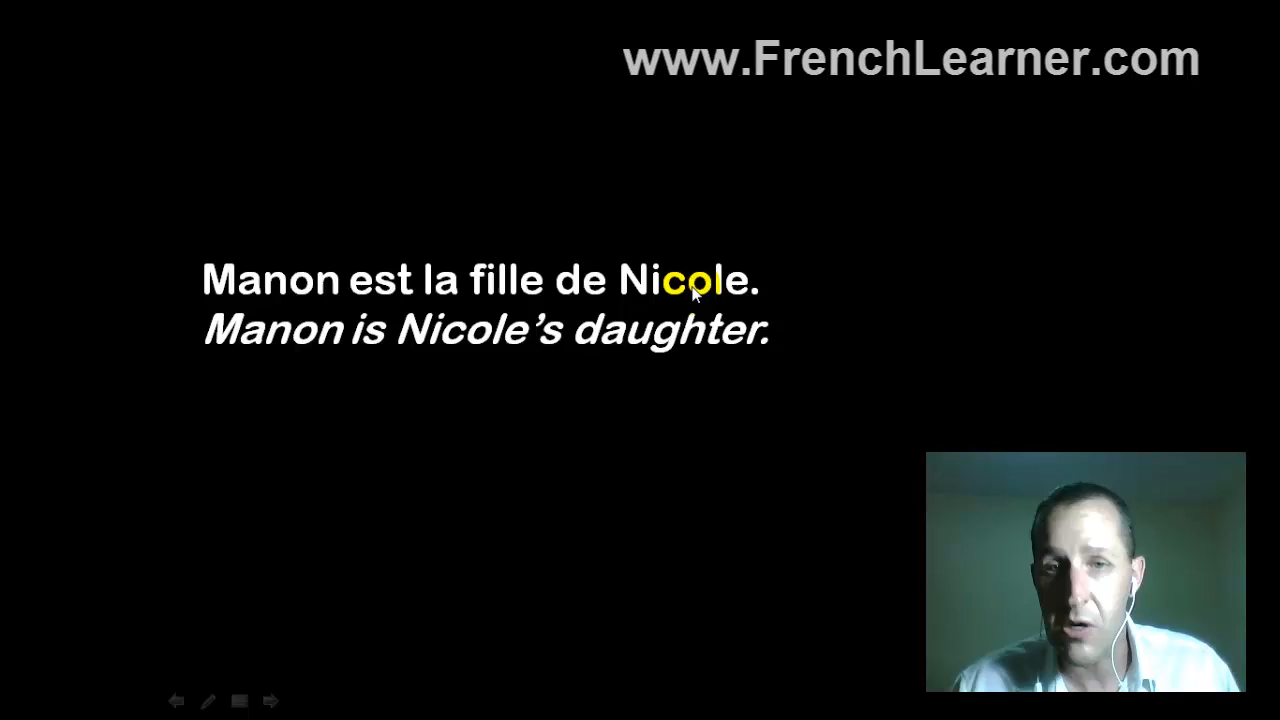 www.FrenchLearner.com
Manon est la fille de Nicole.
Manon is Nicole’s daughter.